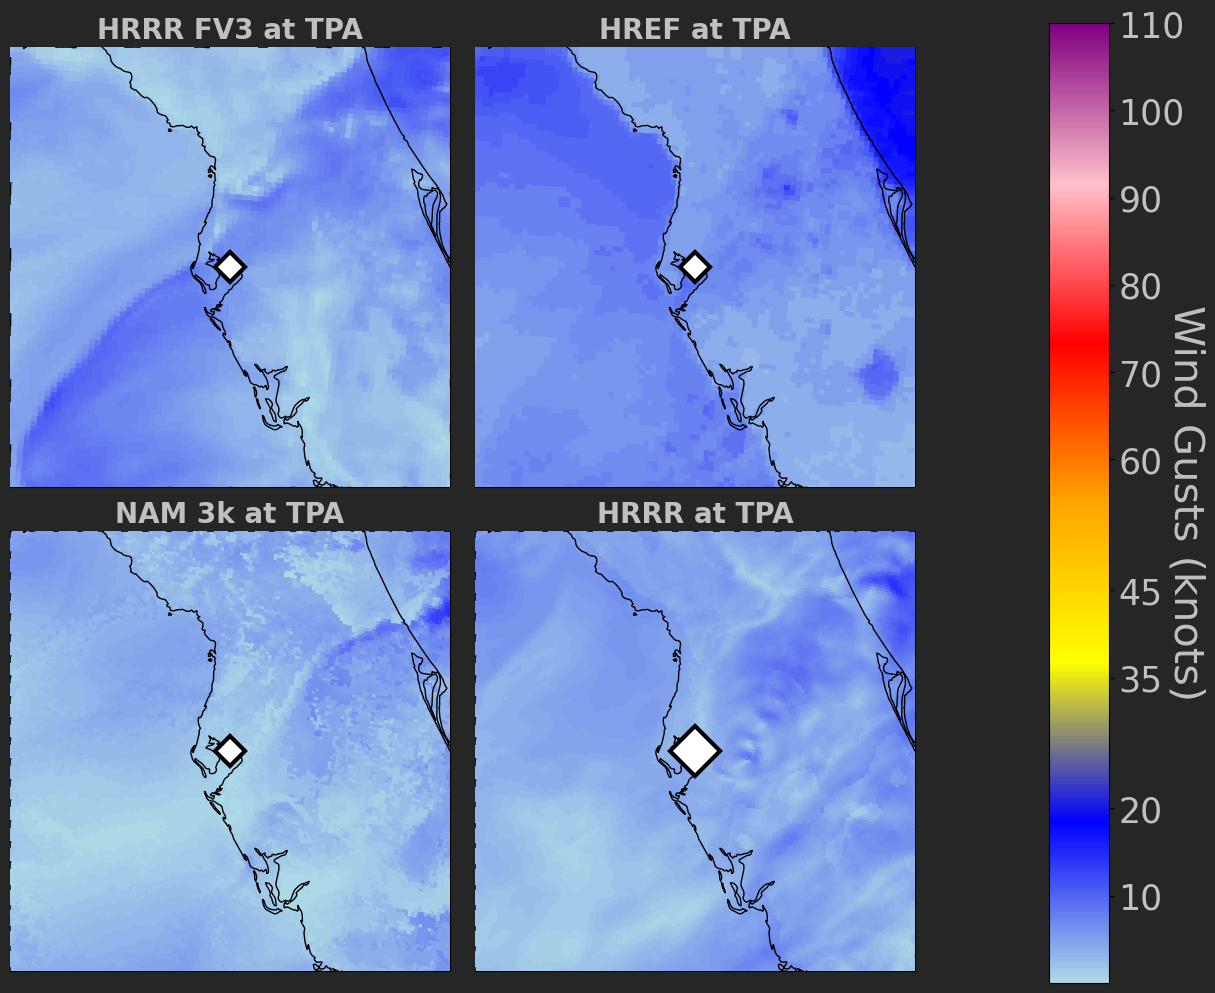 HRRR FV3 at TPA
HREF at TPA
NAM 3k at TPA
HRRR at TPA
110
100
90
80
70
60
45
35
20
10
Wind Gusts (knots)